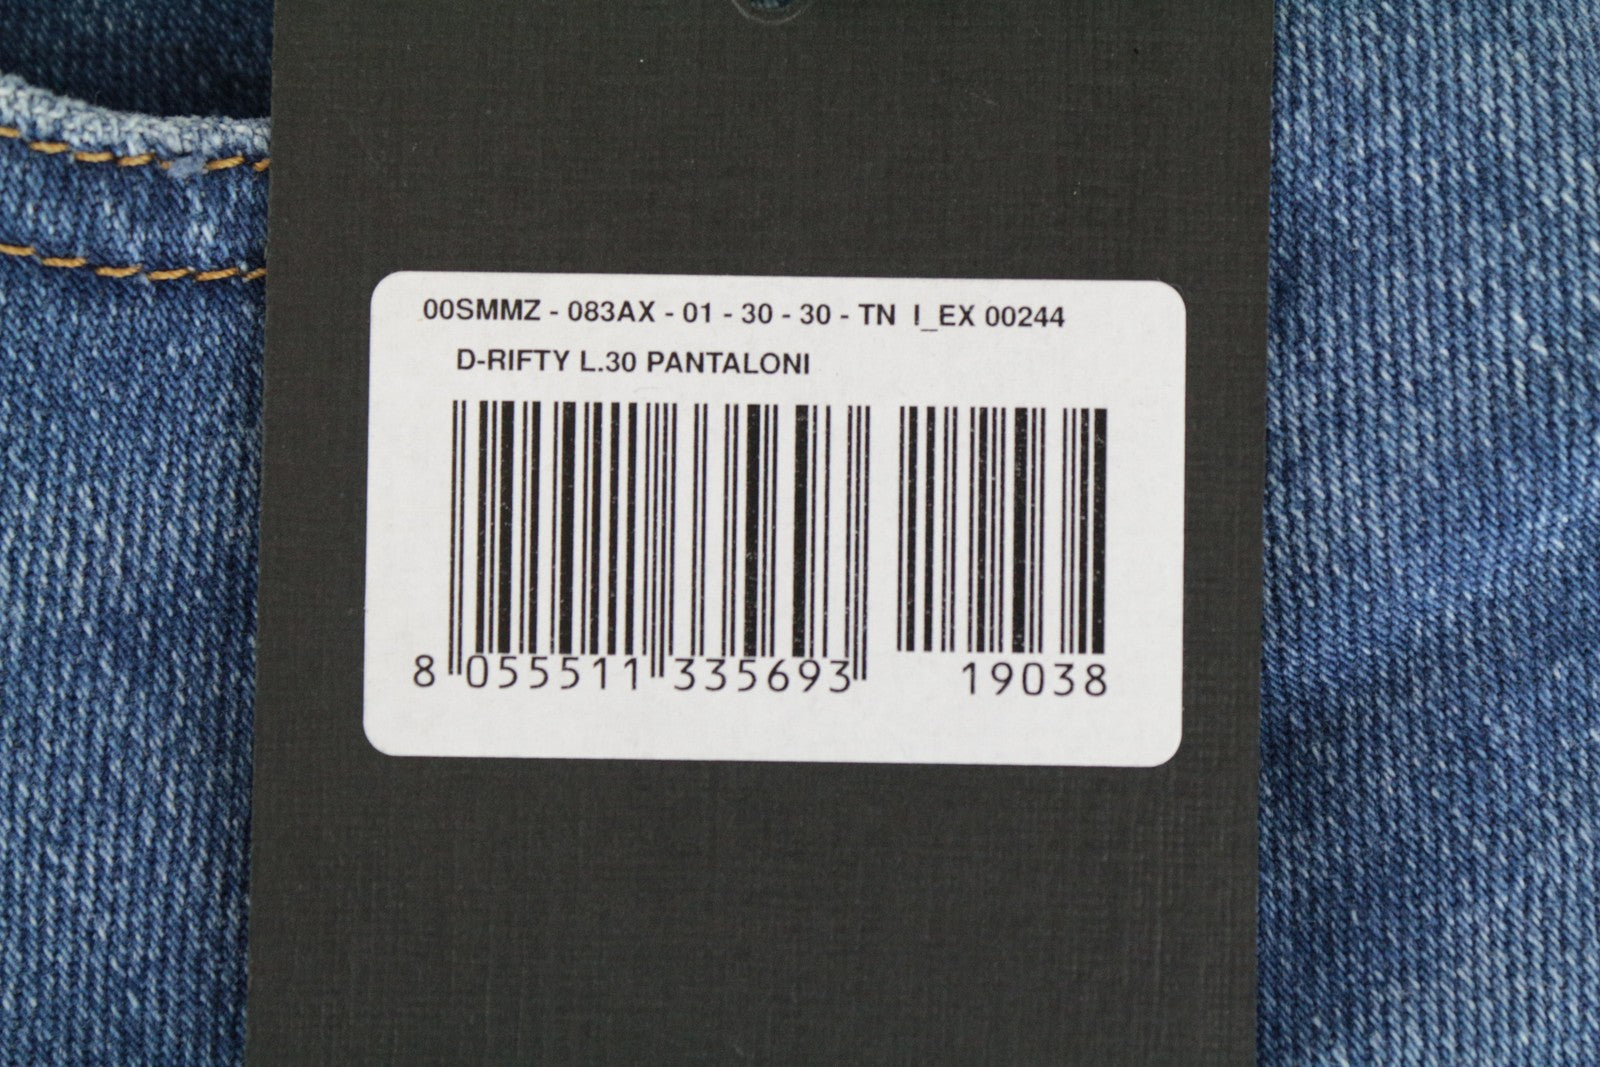 00SMMZ - 083AX - 01 - 30 - 30 - TN I_EX 00244
D-RIFTY L.30 PANTALONI
8 055511 335693 19038